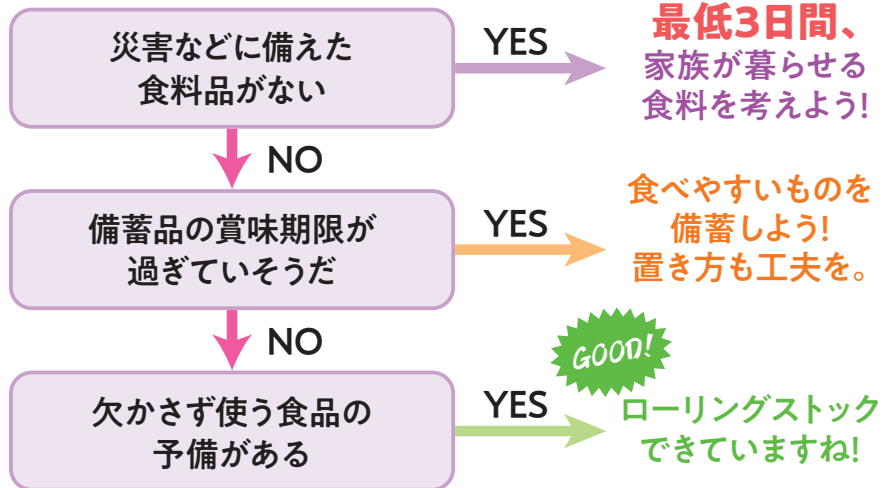 災害などに備えた
食料品がない
YES
最低3日間、
家族が暮らせる
食料を考えよう!
NO
備蓄品の賞味期限が
過ぎていそうだ
YES
食べやすいものを
備蓄しよう!
置き方も工夫を。
NO
欠かさず使う食品の
予備がある
YES
GOOD!
ローリングストック
できていますね!